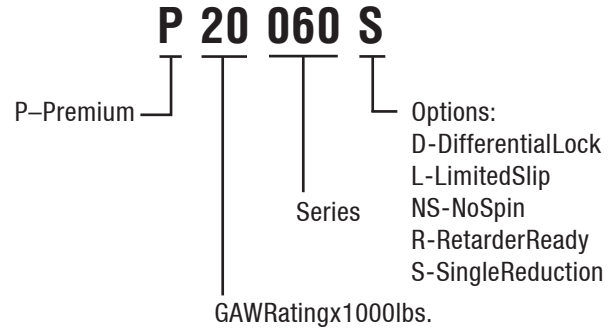 P 20 060 S
P–Premium
Options:
D-DifferentialLock
L-LimitedSlip
NS-NoSpin
R-RetarderReady
S-SingleReduction
Series
GAWRatingx1000lbs.